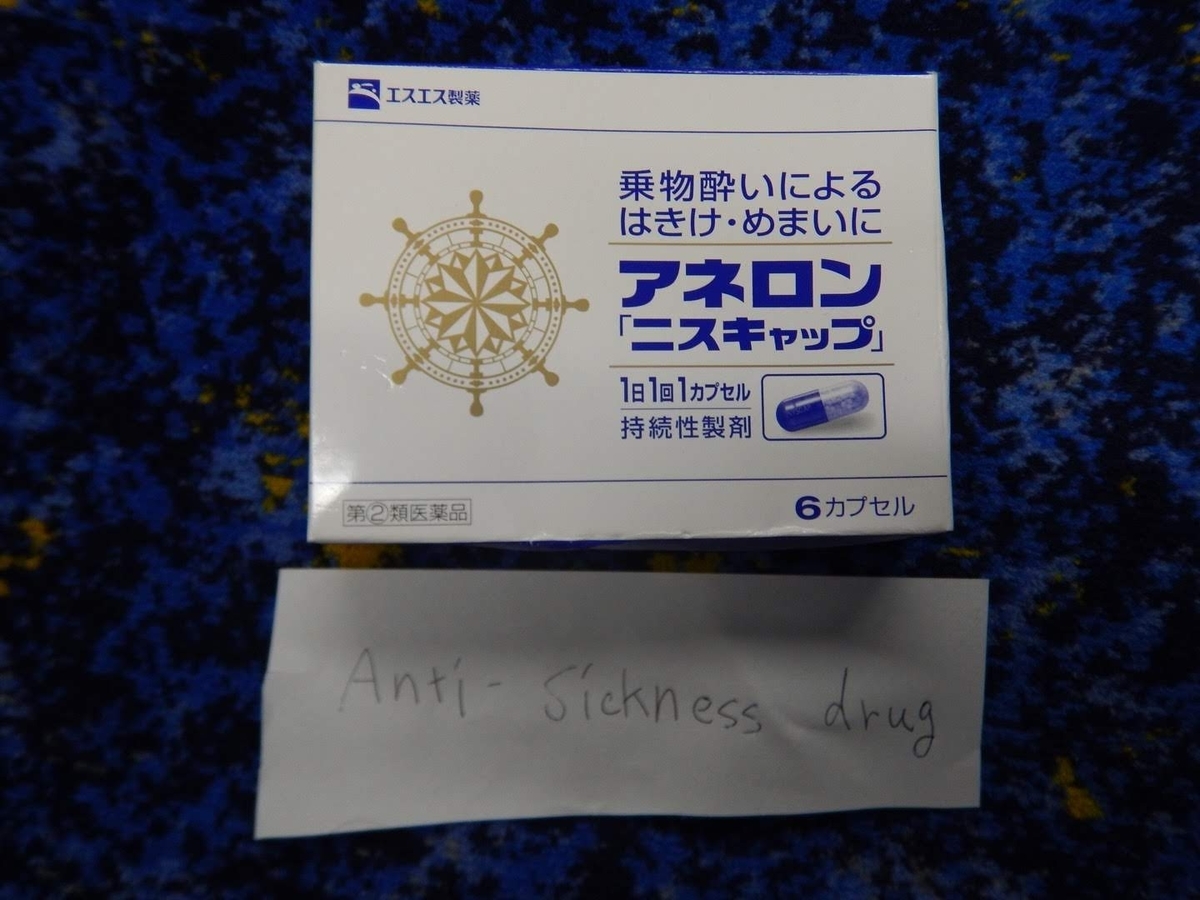 エスエス製薬
乗物酔いによる
はきけ・めまいに
アネロン
「ニスキャップ」
1日1回1カプセル
持続性製剤
第②類医薬品
6カプセル
Anti-sickness drug